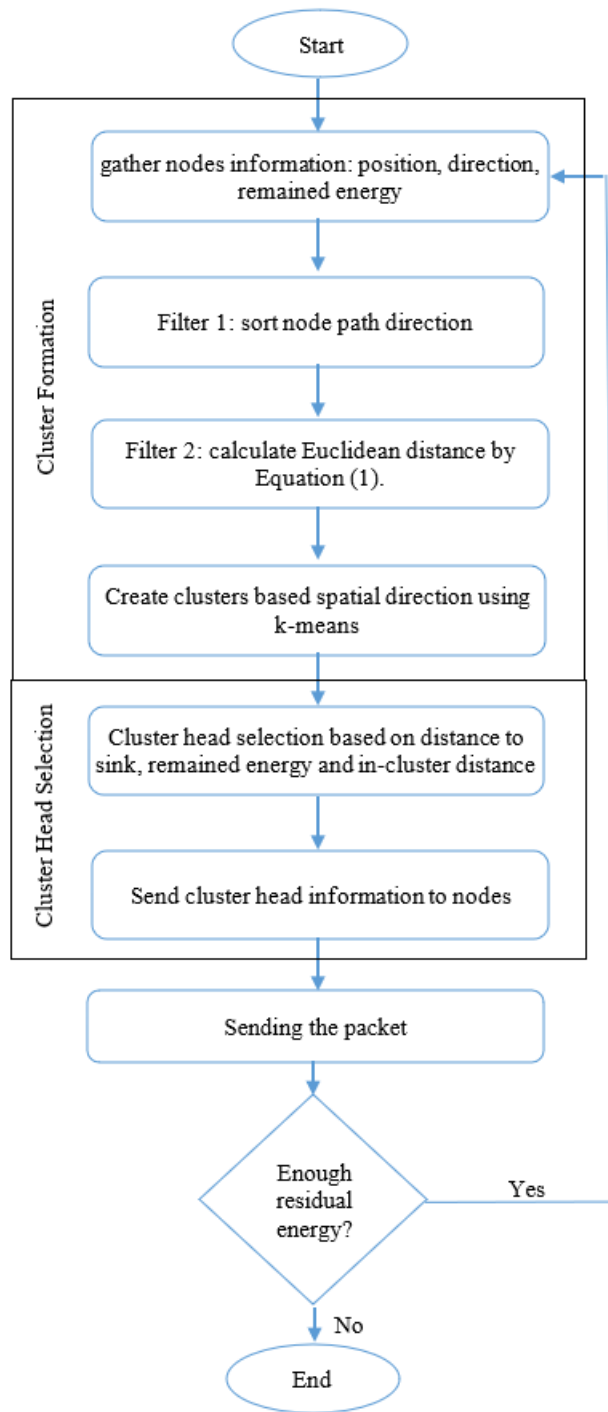 Start
gather nodes information: position, direction,
remained energy
Filter 1: sort node path direction
Cluster Formation
Filter 2: calculate Euclidean distance by
Equation (1).
Create clusters based spatial direction using
k-means
Cluster head selection based on distance to
sink, remained energy and in-cluster distance
Cluster Head Selection
Send cluster head information to nodes
Sending the packet
Enough
residual
energy?
Yes
No
End